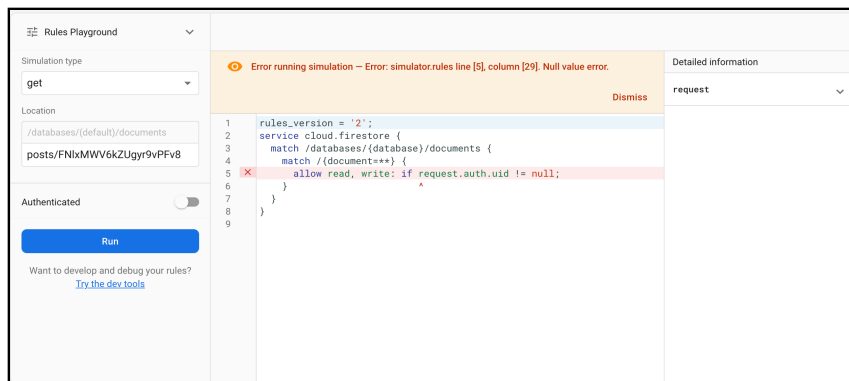 Rules Playground
Simulation type
get
Location
/databases/(default)/documents
posts/FNlxMWV6kZUgyr9vPFv8
Authenticated
Run
Want to develop and debug your rules?
Try the dev tools
Error running simulation — Error: simulator.rules line [5], column [29]. Null value error.
Dismiss
1 rules_version = '2';
2 service cloud.firestore {
3   match /databases/{database}/documents {
4     match /{document=**} {
5       allow read, write: if request.auth.uid != null;
6     } ^
7   }
8 }
9
Detailed information
request